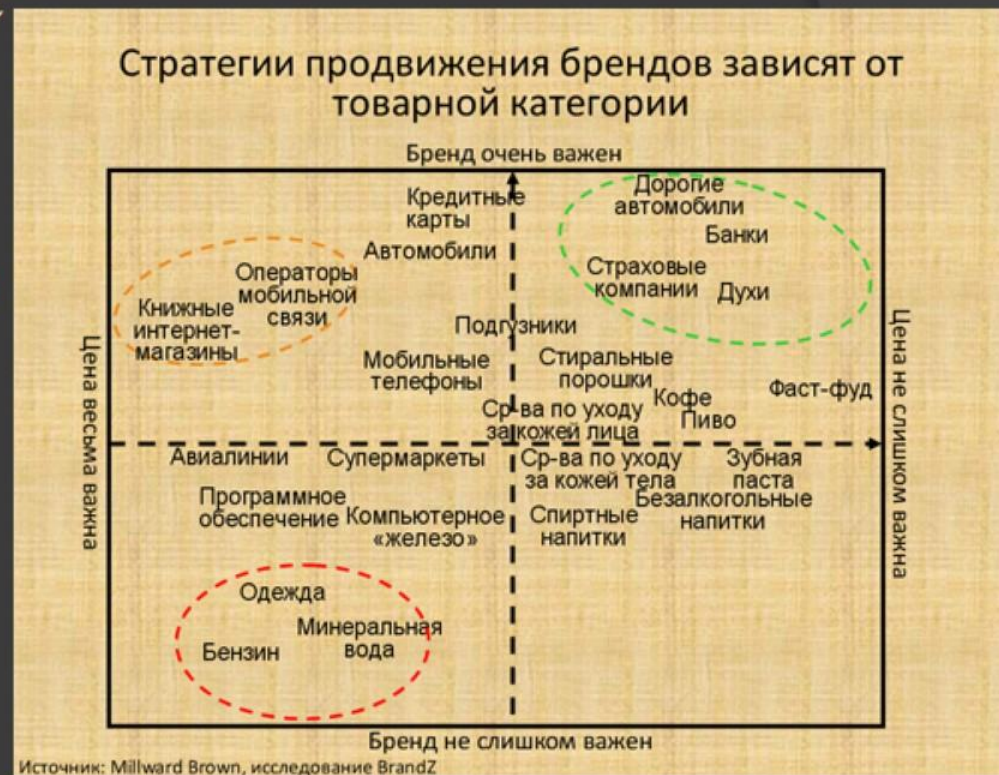 Стратегии продвижения брендов зависят от
товарной категории
Бренд очень важен
Кредитные
карты
Дорогие
автомобили
Банки
Автомобили
Страховые
компании
Духи
Операторы
мобильной
связи
Книжные
интернет-
магазины
Подгузники
Мобильные
телефоны
Стиральные
порошки
Фаст-фуд
Кофе
Пиво
Ср-ва по уходу
за кожей лица
Цена весьма важна
Цена не слишком важна
Авиалинии
Супермаркеты
Ср-ва по уходу
за кожей тела
Зубная
паста
Программное
обеспечение
Компьютерное
«железо»
Спиртные
напитки
Безалкогольные
напитки
Одежда
Минеральная
вода
Бензин
Бренд не слишком важен
Источник: Millward Brown, исследование BrandZ